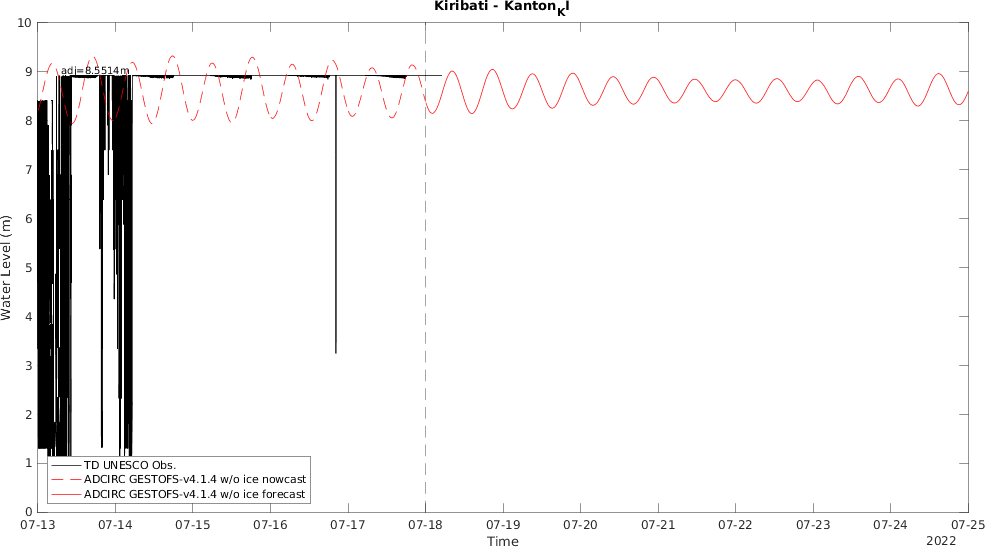 Kiribati - Kanton_KI
10
9
8
7
6
5
4
3
2
1
0
Water Level (m)
adj=8.5514m
TD UNESCO Obs.
ADCIRC GESTOFS-v4.1.4 w/o ice nowcast
ADCIRC GESTOFS-v4.1.4 w/o ice forecast
07-13 07-14 07-15 07-16 07-17 07-18 07-19 07-20 07-21 07-22 07-23 07-24 07-25
Time
2022